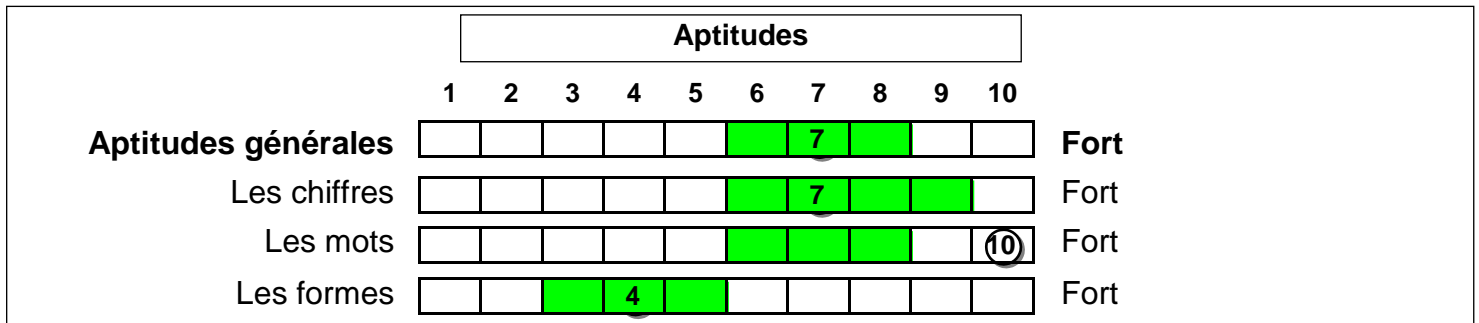 Aptitudes
1 2 3 4 5 6 7 8 9 10
Aptitudes générales 7 Fort
Les chiffres 7 Fort
Les mots 10 Fort
Les formes 4 Fort